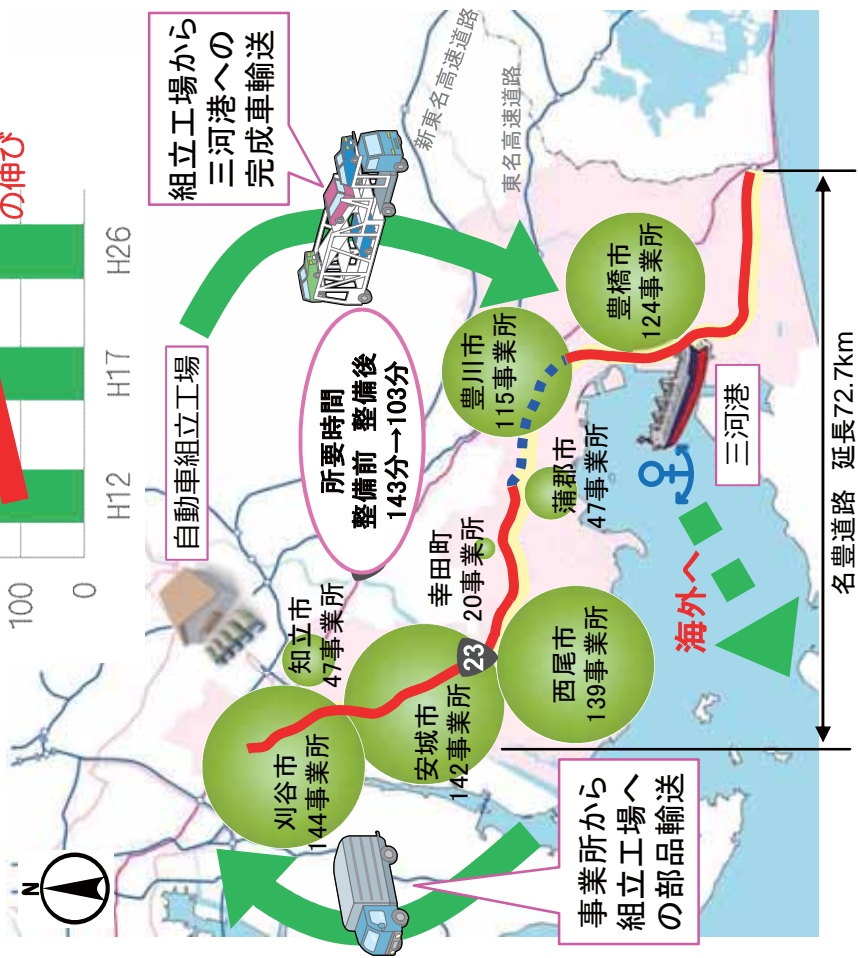 の伸び
100
0
H12
H17
H26
N
自動車組立工場
組立工場から
三河港への
完成車輸送
新東名高速道路
東名高速道路
所要時間
整備前 整備後
143分→103分
刈谷市
144事業所
知立市
47事業所
安城市
142事業所
23
西尾市
139事業所
幸田町
20事業所
蒲郡市
47事業所
豊川市
115事業所
豊橋市
124事業所
三河港
海外へ
事業所から
組立工場へ
の部品輸送
名豊道路 延長72.7km